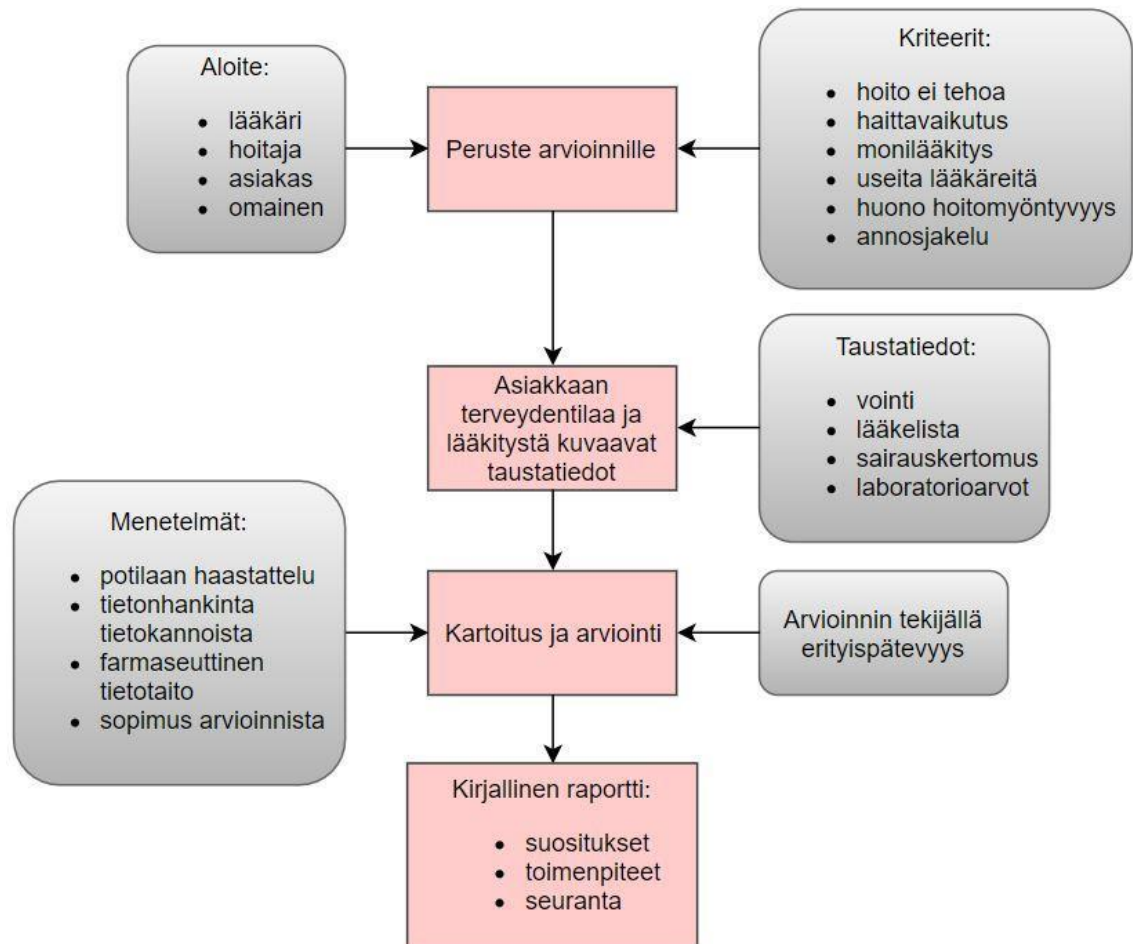 Aloite:
lääkäri
hoitaja
asiakas
omainen
Peruste arvioinnille
Kriteerit:
hoito ei tehoa
haittavaikutus
monilääkitys
useita lääkäreitä
huono hoitomyöntyvyys
annosjakelu
Asiakkaan
terveydentilaa ja
lääkitystä kuvaavat
taustatiedot
Taustatiedot:
vointi
lääkelista
sairauskertomus
laboratorioarvot
Menetelmät:
potilaan haastattelu
tietonhankinta
tietokannoista
farmaseuttinen
tietotaito
sopimus arvioinnista
Kartoitus ja arviointi
Arvioinnin tekijällä
erityispätevyys
Kirjallinen raportti:
suositukset
toimenpiteet
seuranta